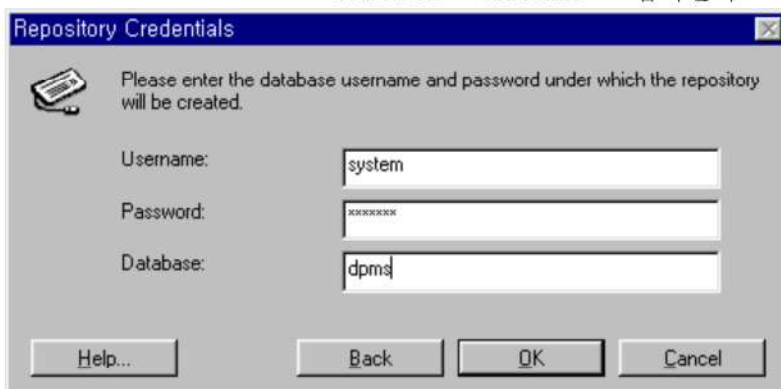 Repository Credentials
Please enter the database username and password under which the repository
will be created.
Username:
system
Password:
*******
Database:
dpms
Help...
Back
OK
Cancel